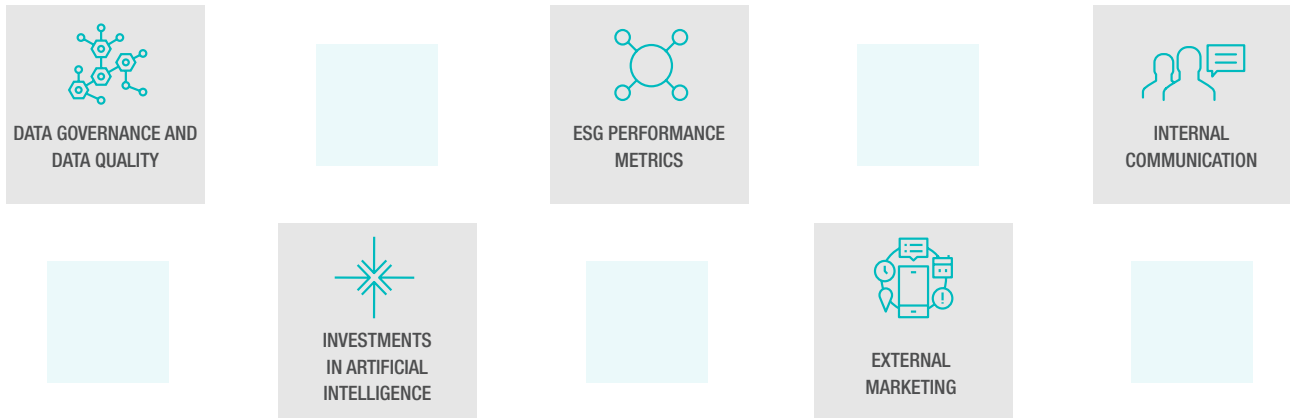 DATA GOVERNANCE AND
DATA QUALITY
ESG PERFORMANCE
METRICS
INTERNAL
COMMUNICATION
INVESTMENTS
IN ARTIFICIAL
INTELLIGENCE
EXTERNAL
MARKETING